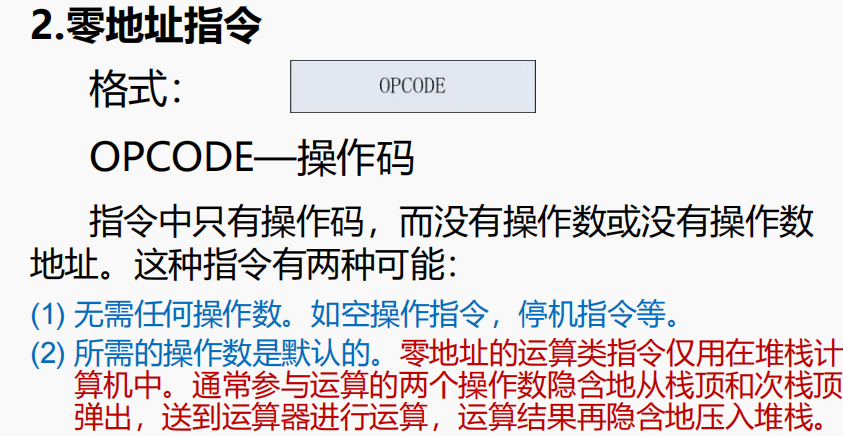 2.零地址指令
格式： OPCODE
OPCODE—操作码
指令中只有操作码，而没有操作数或没有操作数
地址。这种指令有两种可能：
(1) 无需任何操作数。如空操作指令，停机指令等。
(2) 所需的操作数是默认的。零地址的运算类指令仅用在堆栈计
算机中。通常参与运算的两个操作数隐含地从栈顶和次栈顶
弹出，送到运算器进行运算，运算结果再隐含地压入堆栈。